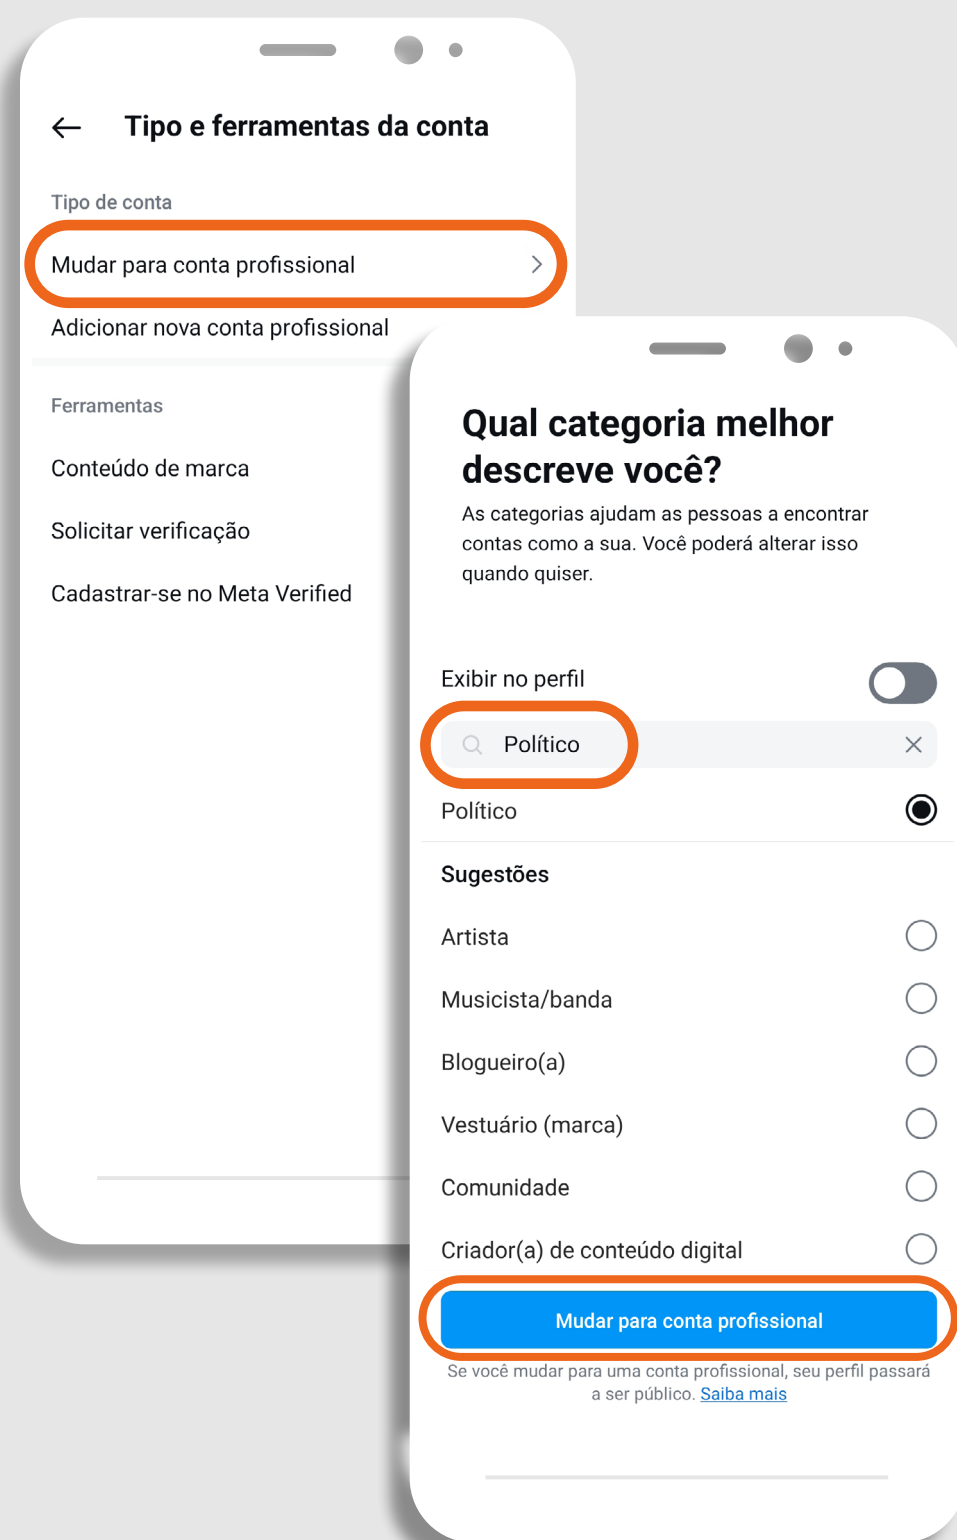 Tipo e ferramentas da conta
Tipo de conta
Mudar para conta profissional
Adicionar nova conta profissional
Ferramentas
Conteúdo de marca
Solicitar verificação
Cadastrar-se no Meta Verified
Qual categoria melhor
descreve você?
As categorias ajudam as pessoas a encontrar
contas como a sua. Você poderá alterar isso
quando quiser.
Exibir no perfil
Político
Político
Sugestões
Artista
Musicista/banda
Blogueiro(a)
Vestuário (marca)
Comunidade
Criador(a) de conteúdo digital
Mudar para conta profissional
Se você mudar para uma conta profissional, seu perfil passará
a ser público. Saiba mais